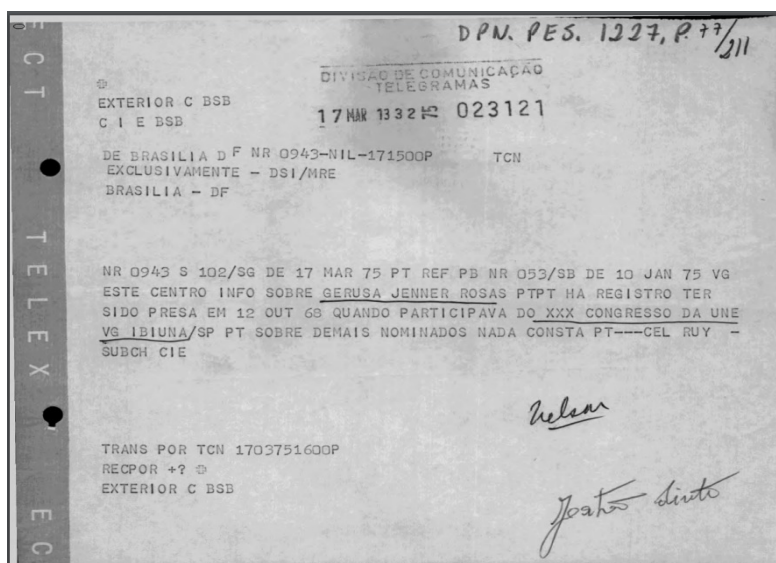 DPN. PES. 1227, P. 77/211
DIVISÃO DE COMUNICAÇÃO
TELEGRAMAS
17 MAR 1332 75 023121
EXTERIOR C BSB
C I E BSB
DE BRASILIA D F NR 0943-NIL-171500P TCN
EXCLUSIVAMENTE - DSI/MRE
BRASILIA - DF
NR 0943 S 102/SG DE 17 MAR 75 PT REF PB NR 053/SB DE 10 JAN 75 VG
ESTE CENTRO INFO SOBRE GERUSA JENNER ROSAS PTPT HA REGISTRO TER
SIDO PRESA EM 12 OUT 68 QUANDO PARTICIPAVA DO XXX CONGRESSO DA UNE
VG IBIUNA/SP PT SOBRE DEMAIS NOMINADOS NADA CONSTA PT---CEL RUY -
SUBCH CIE
Nelson
TRANS POR TCN 1703751600P
RECPOR +?
EXTERIOR C BSB
ECT TELEX EC